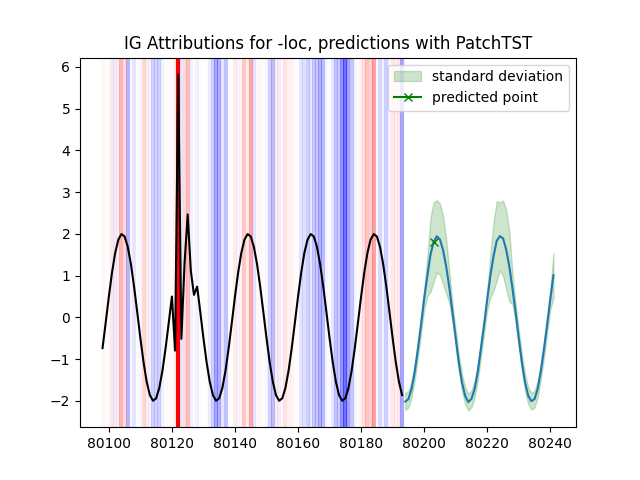 IG Attributions for -loc, predictions with PatchTST
standard deviation
predicted point
6
5
4
3
2
1
0
−1
−2
80100 80120 80140 80160 80180 80200 80220 80240